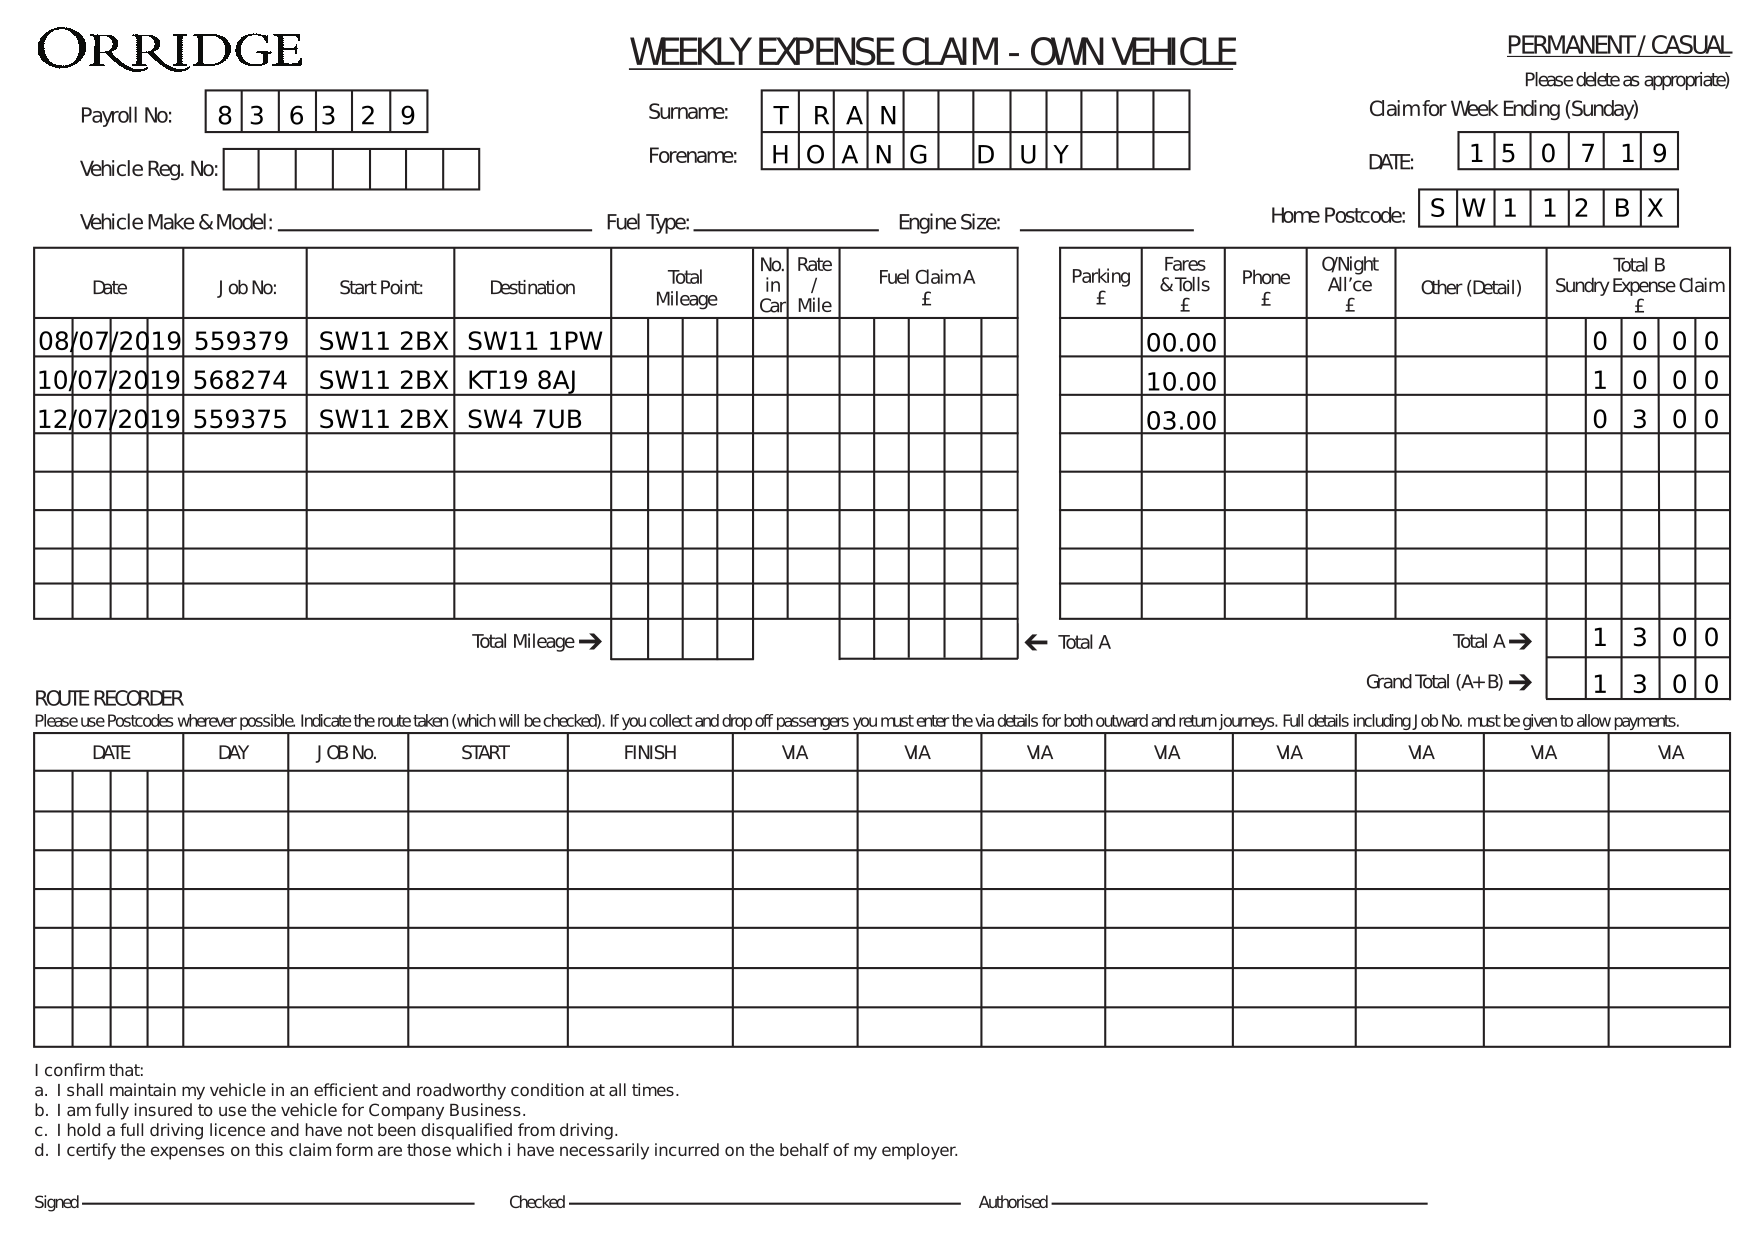 ORRIDGE
WEEKLY EXPENSE CLAIM - OWN VEHICLE
PERMANENT / CASUAL
Please delete as appropriate)
Payroll No: 8 3 6 3 2 9
Surname: T R A N
Claim for Week Ending (Sunday)
Vehicle Reg. No:
Forename: H O A N G D U Y
DATE: 1 5 0 7 1 9
Home Postcode: S W 1 1 2 B X
Vehicle Make & Model: Fuel Type: Engine Size:
Date Job No: Start Point: Destination Total Mileage No. in Car Rate / Mile Fuel Claim A £ Parking £ Fares & Tolls £ Phone £ O/Night All'ce £ Other (Detail) Total B Sundry Expense Claim £
08/07/2019 559379 SW11 2BX SW11 1PW 00.00 0 0 0 0
10/07/2019 568274 SW11 2BX KT19 8AJ 10.00 1 0 0 0
12/07/2019 559375 SW11 2BX SW4 7UB 03.00 0 3 0 0
Total Mileage ➔ ← Total A Total A ➔ 1 3 0 0
Grand Total (A+B) ➔ 1 3 0 0
ROUTE RECORDER
Please use Postcodes wherever possible. Indicate the route taken (which will be checked). If you collect and drop off passengers you must enter the via details for both outward and return journeys. Full details including Job No. must be given to allow payments.
DATE DAY JOB No. START FINISH VIA VIA VIA VIA VIA VIA VIA VIA
I confirm that:
a. I shall maintain my vehicle in an efficient and roadworthy condition at all times.
b. I am fully insured to use the vehicle for Company Business.
c. I hold a full driving licence and have not been disqualified from driving.
d. I certify the expenses on this claim form are those which i have necessarily incurred on the behalf of my employer.
Signed Checked Authorised